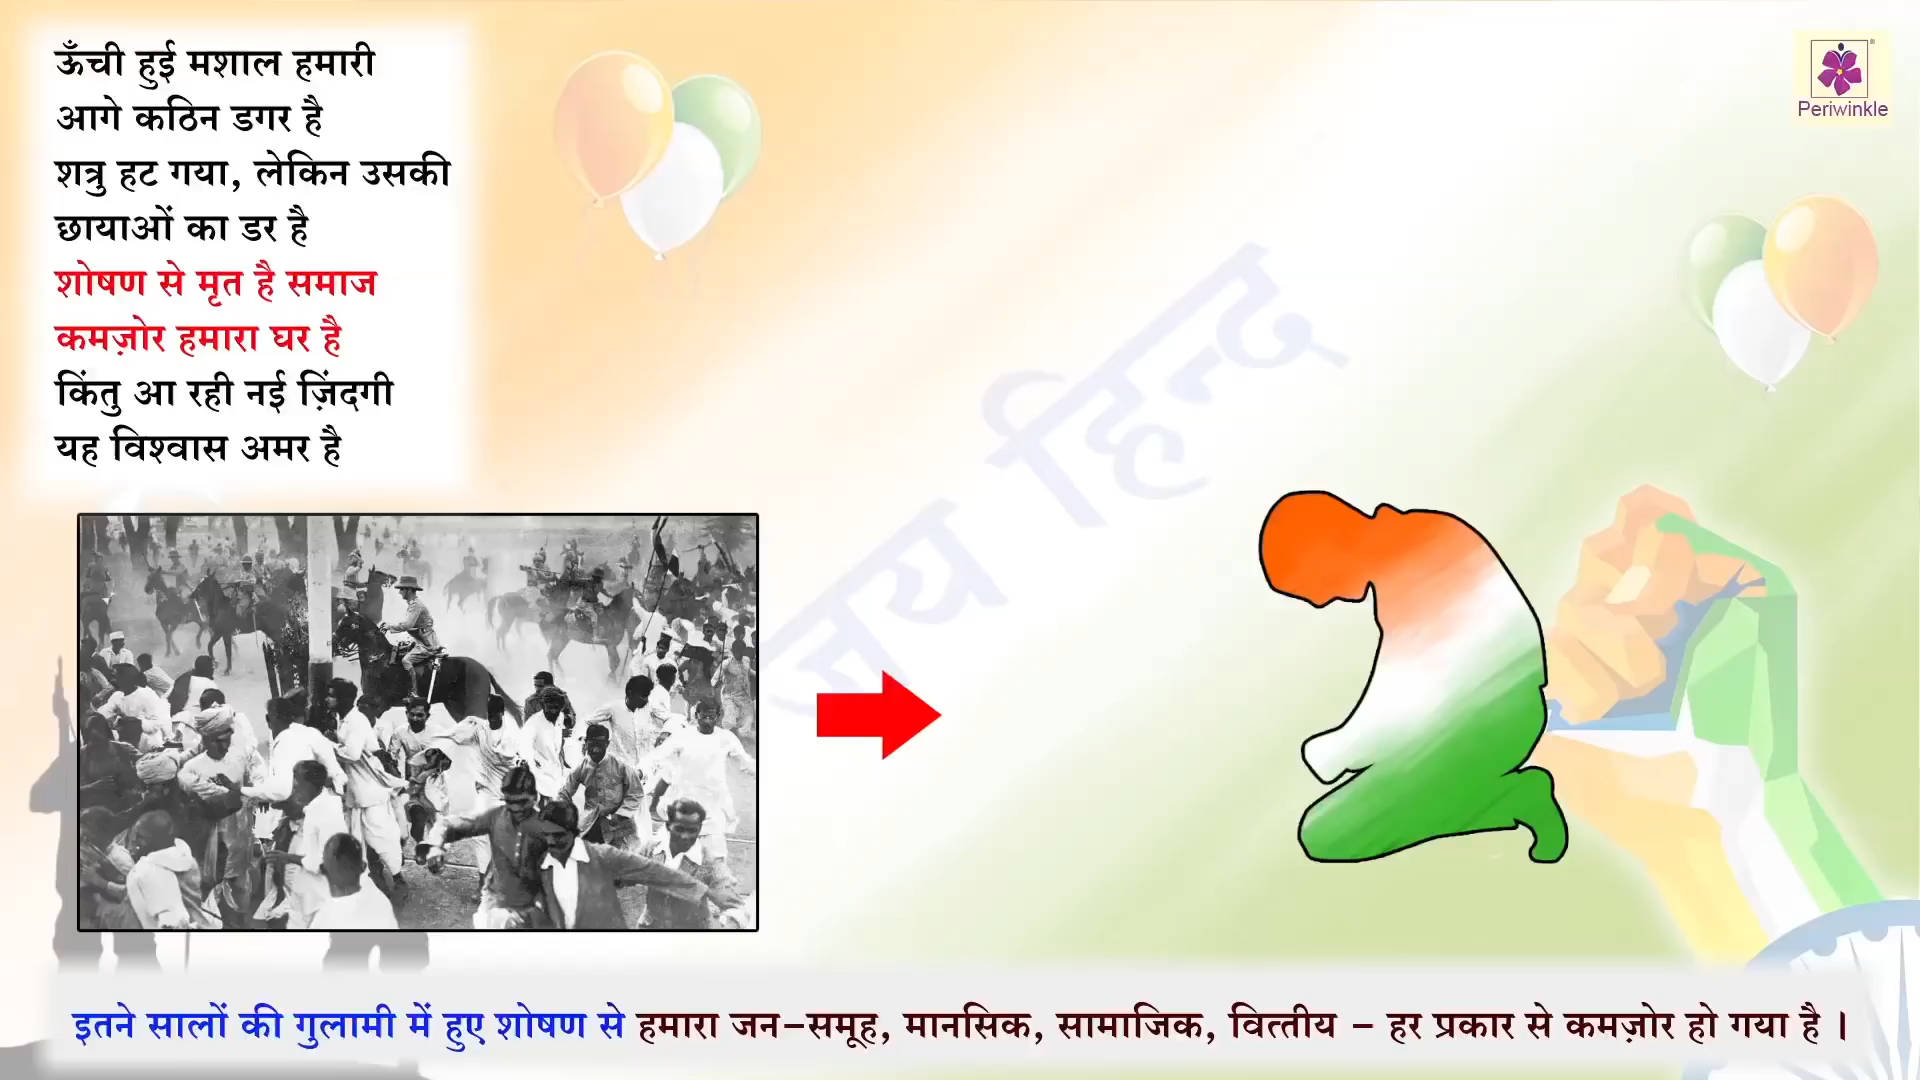 ऊँची हुई मशाल हमारी
आगे कठिन डगर है
शत्रु हट गया, लेकिन उसकी
छायाओं का डर है
शोषण से मृत है समाज
कमज़ोर हमारा घर है
किंतु आ रही नई ज़िंदगी
यह विश्वास अमर है
Periwinkle
जय हिन्द
इतने सालों की गुलामी में हुए शोषण से हमारा जन-समूह, मानसिक, सामाजिक, वित्तीय - हर प्रकार से कमज़ोर हो गया है ।